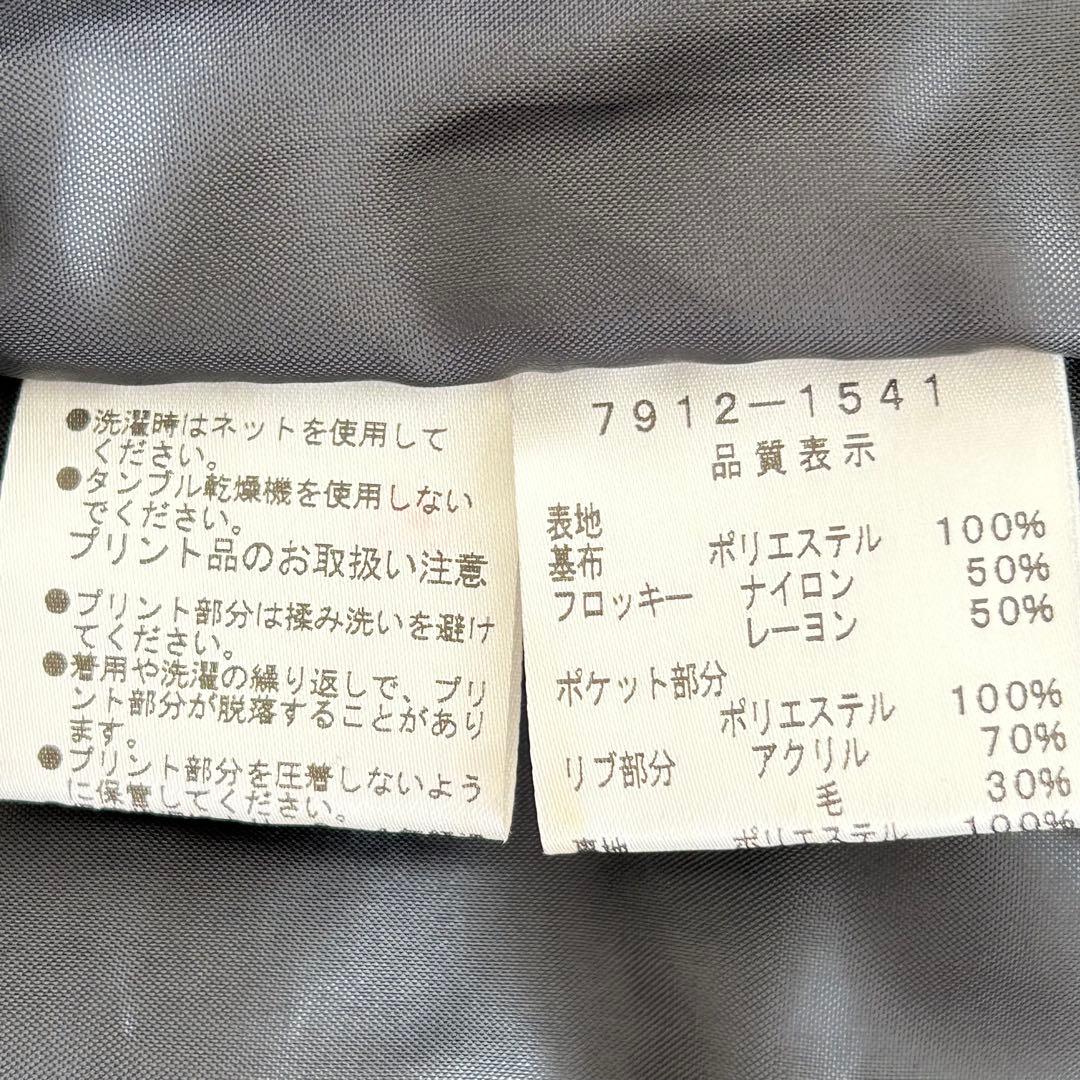 ●洗濯時はネットを使用して
ください。
●タンブル乾燥機を使用しない
でください。
プリント品のお取扱い注意
●プリント部分は揉み洗いを避け
てください。
●着用や洗濯の繰り返しで、プリ
ント部分が脱落することがあり
ます。
●プリント部分を圧着しないよう
に保管してください。
7912-1541
品質表示
表地
基布 ポリエステル 100%
フロッキー ナイロン 50%
レーヨン 50%
ポケット部分
ポリエステル 100%
リブ部分 アクリル 70%
毛 30%
裏地 ポリエステル 100%